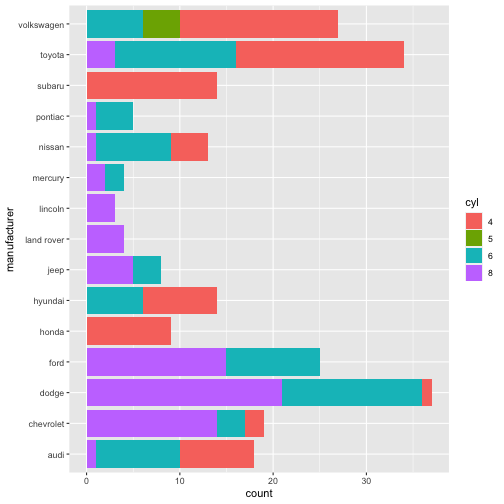 volkswagen
toyota
subaru
pontiac
nissan
mercury
lincoln
land rover
jeep
hyundai
honda
ford
dodge
chevrolet
audi
manufacturer
0 10 20 30
count
cyl
4
5
6
8